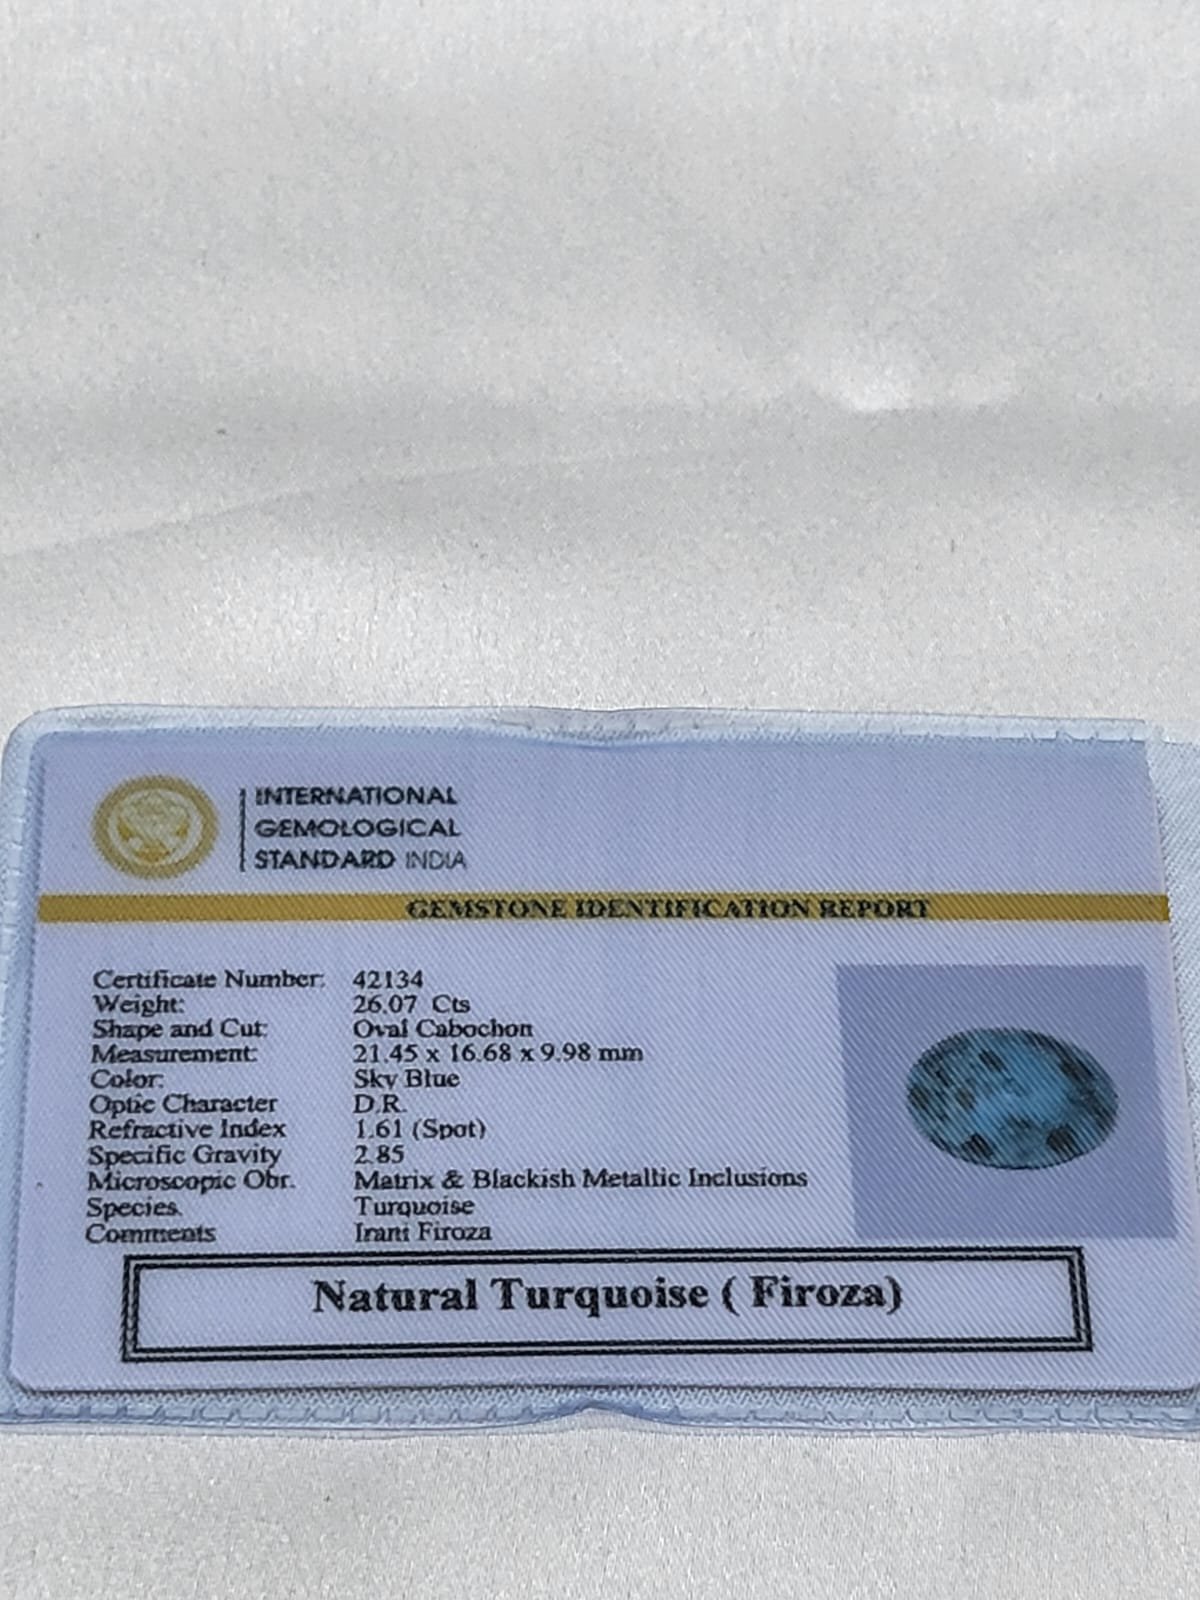 INTERNATIONAL
GEMOLOGICAL
STANDARD INDIA
GEMSTONE IDENTIFICATION REPORT
Certificate Number: 42134
Weight: 26.07 Cts
Shape and Cut: Oval Cabochon
Measurement: 21.45 x 16.68 x 9.98 mm
Color: Sky Blue
Optic Character D.R.
Refractive Index 1.61 (Spot)
Specific Gravity 2.85
Microscopic Obr. Matrix & Blackish Metallic Inclusions
Species. Turquoise
Comments Irani Firoza
Natural Turquoise ( Firoza)